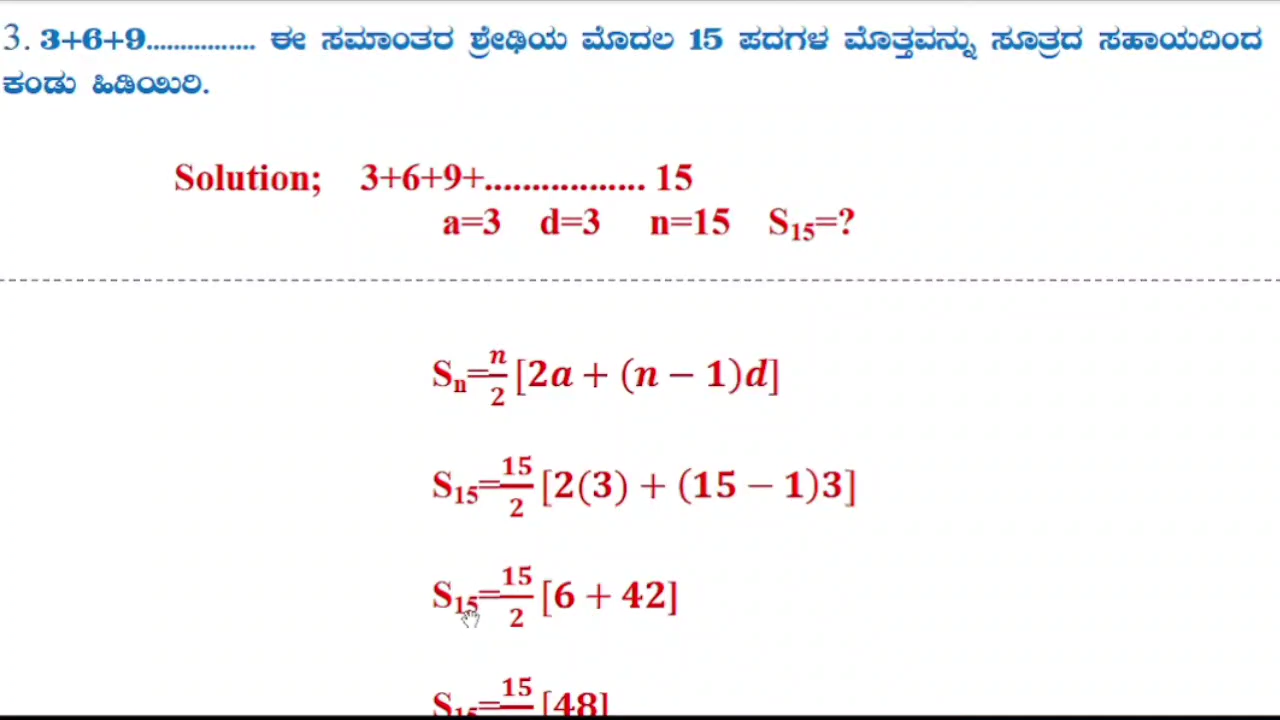 3. 3+6+9................ ಈ ಸಮಾಂತರ ಶ್ರೇಢಿಯ ಮೊದಲ 15 ಪದಗಳ ಮೊತ್ತವನ್ನು ಸೂತ್ರದ ಸಹಾಯದಿಂದ
ಕಂಡು ಹಿಡಿಯಿರಿ.
Solution; 3+6+9+................. 15
a=3 d=3 n=15 S₁₅=?
Sₙ=n/2 [2a + (n − 1)d]
S₁₅=15/2 [2(3) + (15 − 1)3]
S₁₅=15/2 [6 + 42]
S₁₅=15 [48]